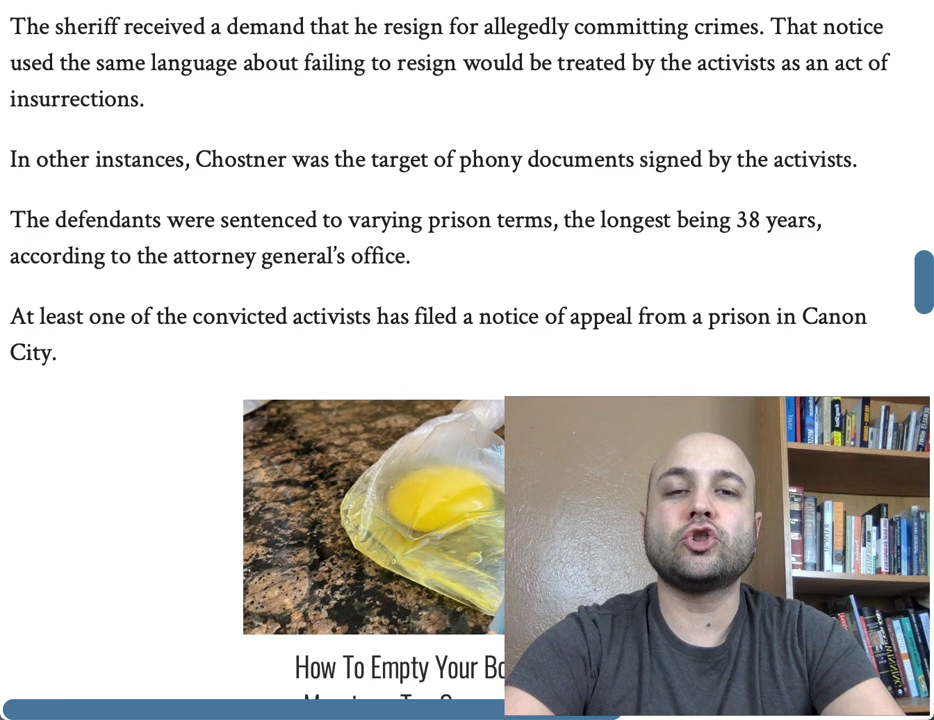 The sheriff received a demand that he resign for allegedly committing crimes. That notice
used the same language about failing to resign would be treated by the activists as an act of
insurrections.
In other instances, Chostner was the target of phony documents signed by the activists.
The defendants were sentenced to varying prison terms, the longest being 38 years,
according to the attorney general’s office.
At least one of the convicted activists has filed a notice of appeal from a prison in Canon
City.
How To Empty Your